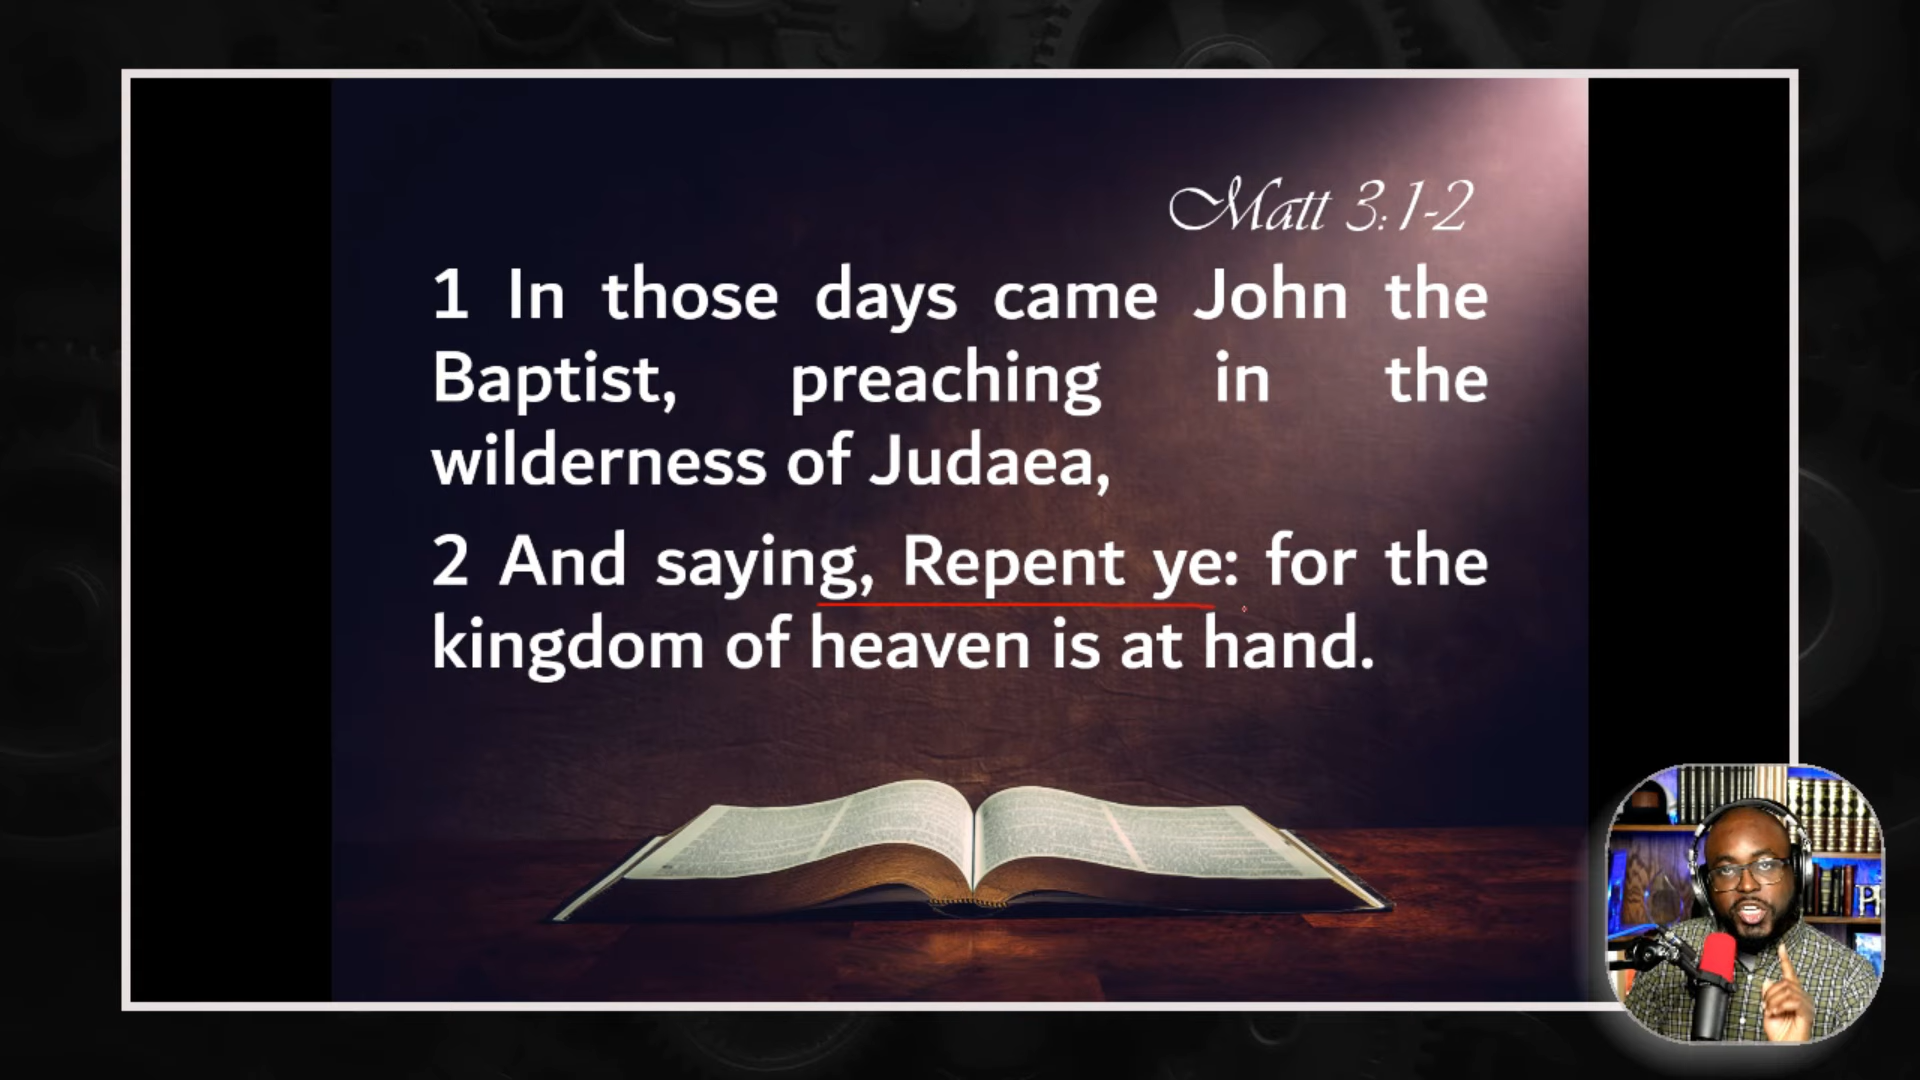 Matt 3:1-2
1 In those days came John the
Baptist, preaching in the
wilderness of Judaea,
2 And saying, Repent ye: for the
kingdom of heaven is at hand.